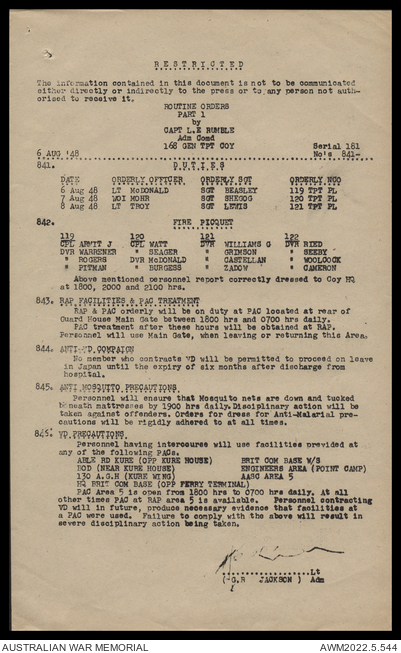 RESTRICTED
The information contained in this document is not to be communicated
either directly or indirectly to the press or to any person not auth-
orised to receive it.
ROUTINE ORDERS
PART 1
by
CAPT L.E RUMBLE
Adm Comd
168 GEN TPT COY Serial 181
6 AUG '48 No's 841-
841. DUTIES
DATE ORDERLY OFFICER ORDERLY SGT ORDERLY NCO
6 Aug 48 LT McDONALD SGT BEASLEY 119 TPT PL
7 Aug 48 WOI MOHR SGT SHEGOG 120 TPT PL
8 Aug 48 LT TROY SGT LEWIS 121 TPT PL
842. FIRE PICQUET
119 120 121 122
CPL ARMIT J CPL WATT DVR WILLIAMS G DVR RIED
DVR WARRENER " SEAGER " GRIMSON " SEEBY
" ROGERS DVR McDONALD " CASTELLAN " WOOLCOCK
" PITMAN " BURGESS " ZADOW " CAMERON
Above mentioned personnel report correctly dressed to Coy HQ
at 1800, 2000 and 2100 hrs.
843. RAP FACILITIES & PAC TREATMENT
RAP & PAC orderly will be on duty at PAC located at rear of
Guard House Main Gate between 1800 hrs and 0700 hrs daily.
PAC treatment after these hours will be obtained at RAP.
Personnel will use Main Gate, when leaving or returning this Area.
844. ANTI-VD COMPAIGN
No member who contracts VD will be permitted to proceed on leave
in Japan until the expiry of six months after discharge from
hospital.
845. ANTI MOSQUITO PRECAUTIONS
Personnel will ensure that Mosquito nets are down and tucked
beneath mattresses by 1900 hrs daily. Disciplinary action will be
taken against offenders. Orders for dress for Anti-Malarial pre-
cautions will be rigidly adhered to at all times.
846. VD PRECAUTIONS
Personnel having intercourse will use facilities provided at
any of the following PACs.
ABLE RD KURE (OPP KURE HOUSE) BRIT COM BASE W/S
BOD (NEAR KURE HOUSE) ENGINEERS AREA (POINT CAMP)
130 A.G.H (KURE WING) AASC AREA 5
HQ BRIT COM BASE (OPP FERRY TERMINAL)
PAC Area 5 is open from 1800 hrs to 0700 hrs daily. At all
other times PAC at RAP area 5 is available. Personnel contracting
VD will in future, produce necessary evidence that facilities at
a PAC were used. Failure to comply with the above will result in
severe disciplinary action being taken.
Lt
(G.R JACKSON) Adm
AUSTRALIAN WAR MEMORIAL AWM2022.5.544